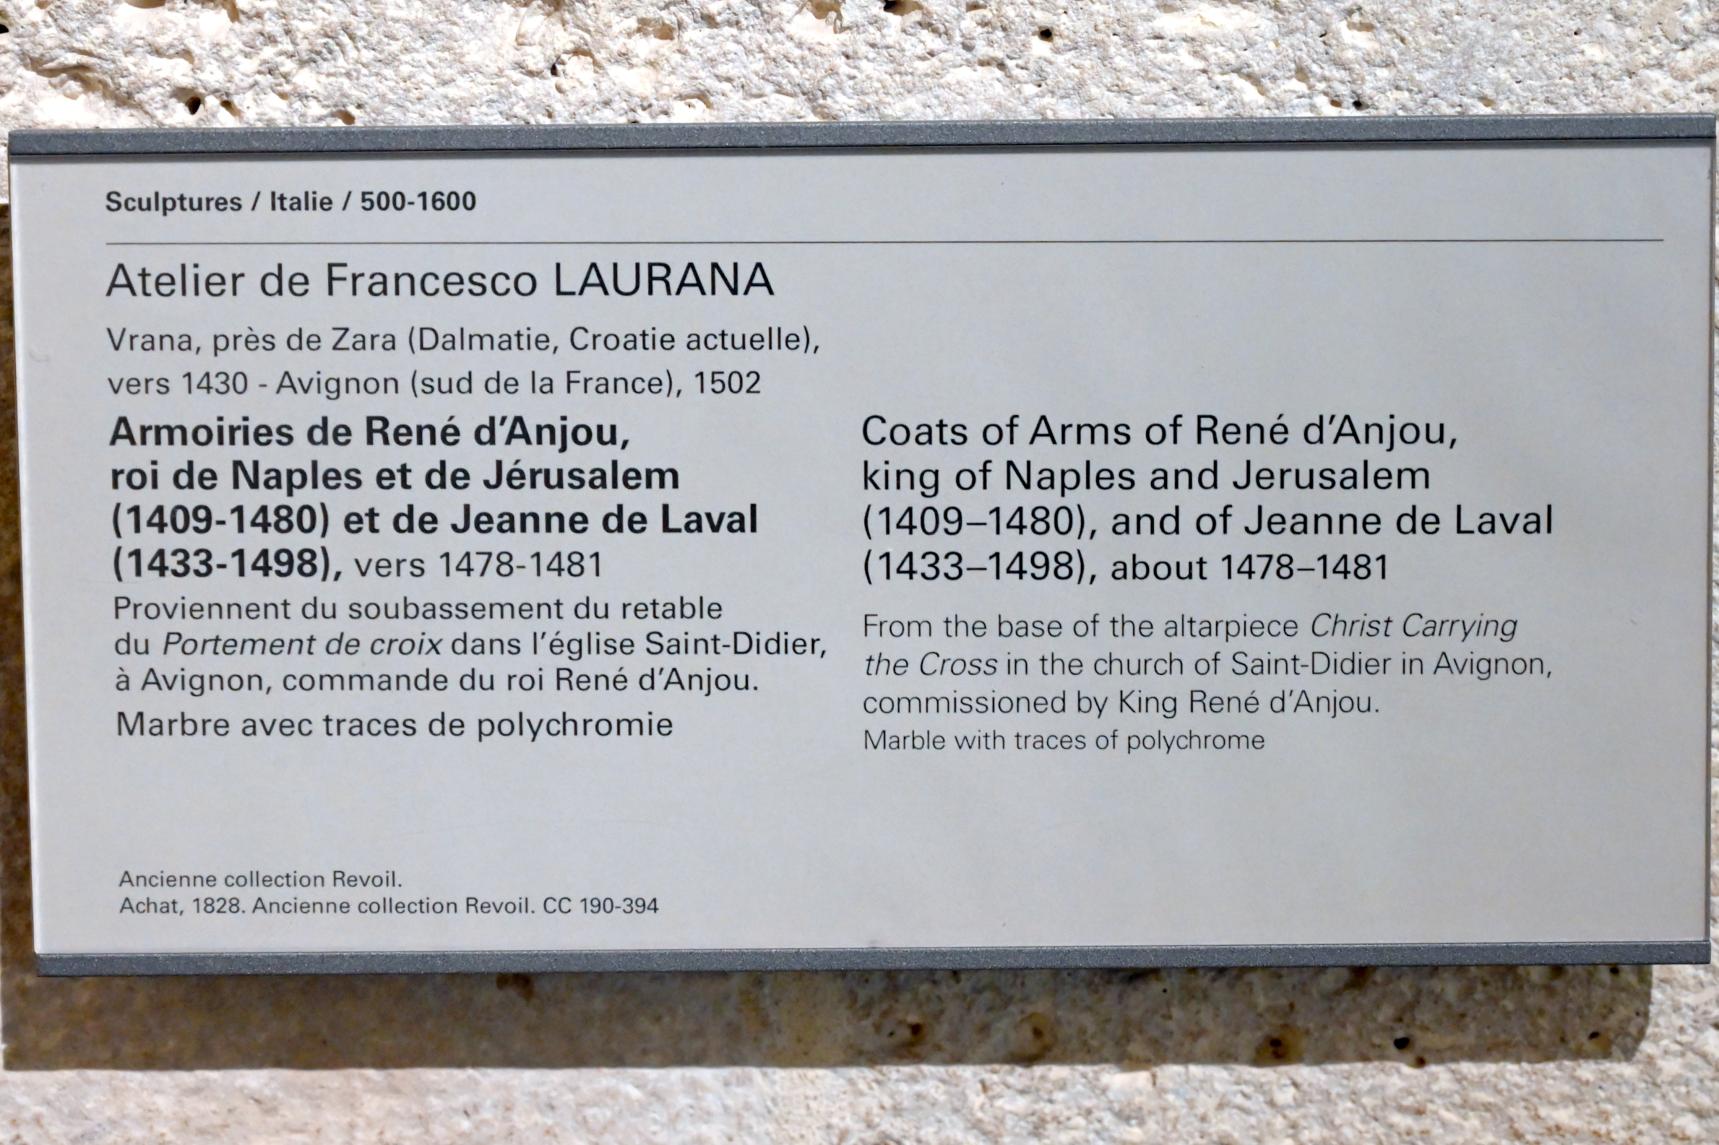 Sculptures / Italie / 500-1600
Atelier de Francesco LAURANA
Vrana, près de Zara (Dalmatie, Croatie actuelle),
vers 1430 - Avignon (sud de la France), 1502
Armoiries de René d'Anjou,
roi de Naples et de Jérusalem
(1409-1480) et de Jeanne de Laval
(1433-1498), vers 1478-1481
Proviennent du soubassement du retable
du Portement de croix dans l'église Saint-Didier,
à Avignon, commande du roi René d'Anjou.
Marbre avec traces de polychromie
Coats of Arms of René d'Anjou,
king of Naples and Jerusalem
(1409–1480), and of Jeanne de Laval
(1433–1498), about 1478–1481
From the base of the altarpiece Christ Carrying
the Cross in the church of Saint-Didier in Avignon,
commissioned by King René d'Anjou.
Marble with traces of polychrome
Ancienne collection Revoil.
Achat, 1828. Ancienne collection Revoil. CC 190-394